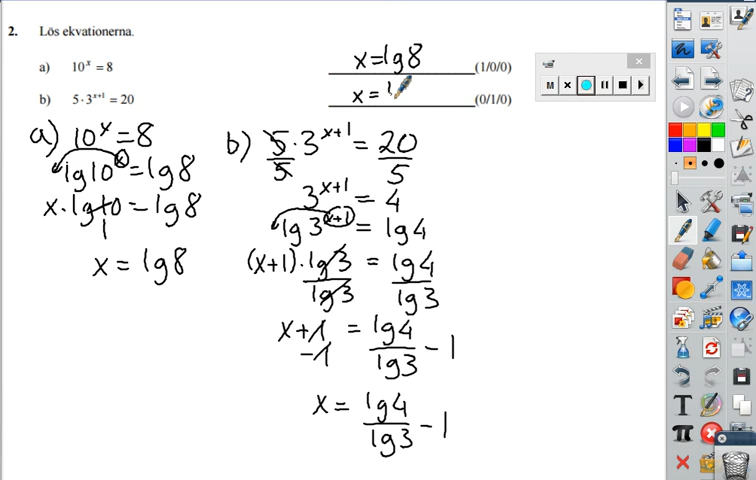 2. Lös ekvationerna.
a) 10^x = 8 x = lg8 (1/0/0)
b) 5 · 3^{x+1} = 20 x = (0/1/0)
a) 10^x = 8
lg10^x = lg8
x · lg10 = lg8
1
x = lg8
b) 5 · 3^{x+1} = 20
5 5
3^{x+1} = 4
lg3^{x+1} = lg4
(x+1) · lg3 = lg4
lg3 lg3
x+1 = lg4
-1 lg3 - 1
x = lg4
lg3 - 1
M
T
π